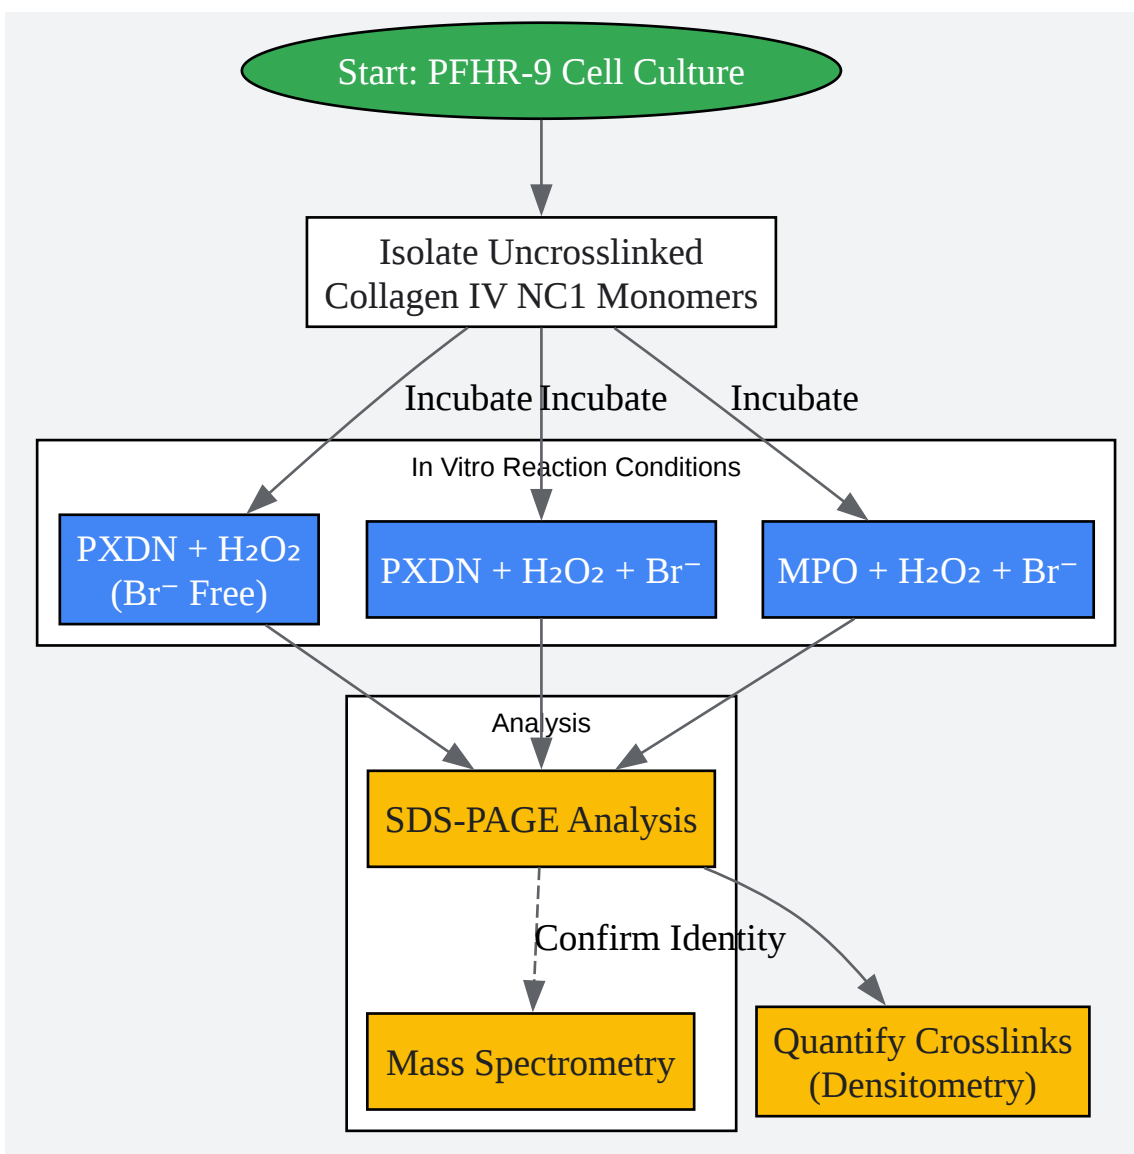 Start: PFHR-9 Cell Culture
Isolate Uncrosslinked
Collagen IV NC1 Monomers
Incubate
Incubate
Incubate
In Vitro Reaction Conditions
PXDN + H₂O₂
(Br⁻ Free)
PXDN + H₂O₂ + Br⁻
MPO + H₂O₂ + Br⁻
Analysis
SDS-PAGE Analysis
Confirm Identity
Mass Spectrometry
Quantify Crosslinks
(Densitometry)